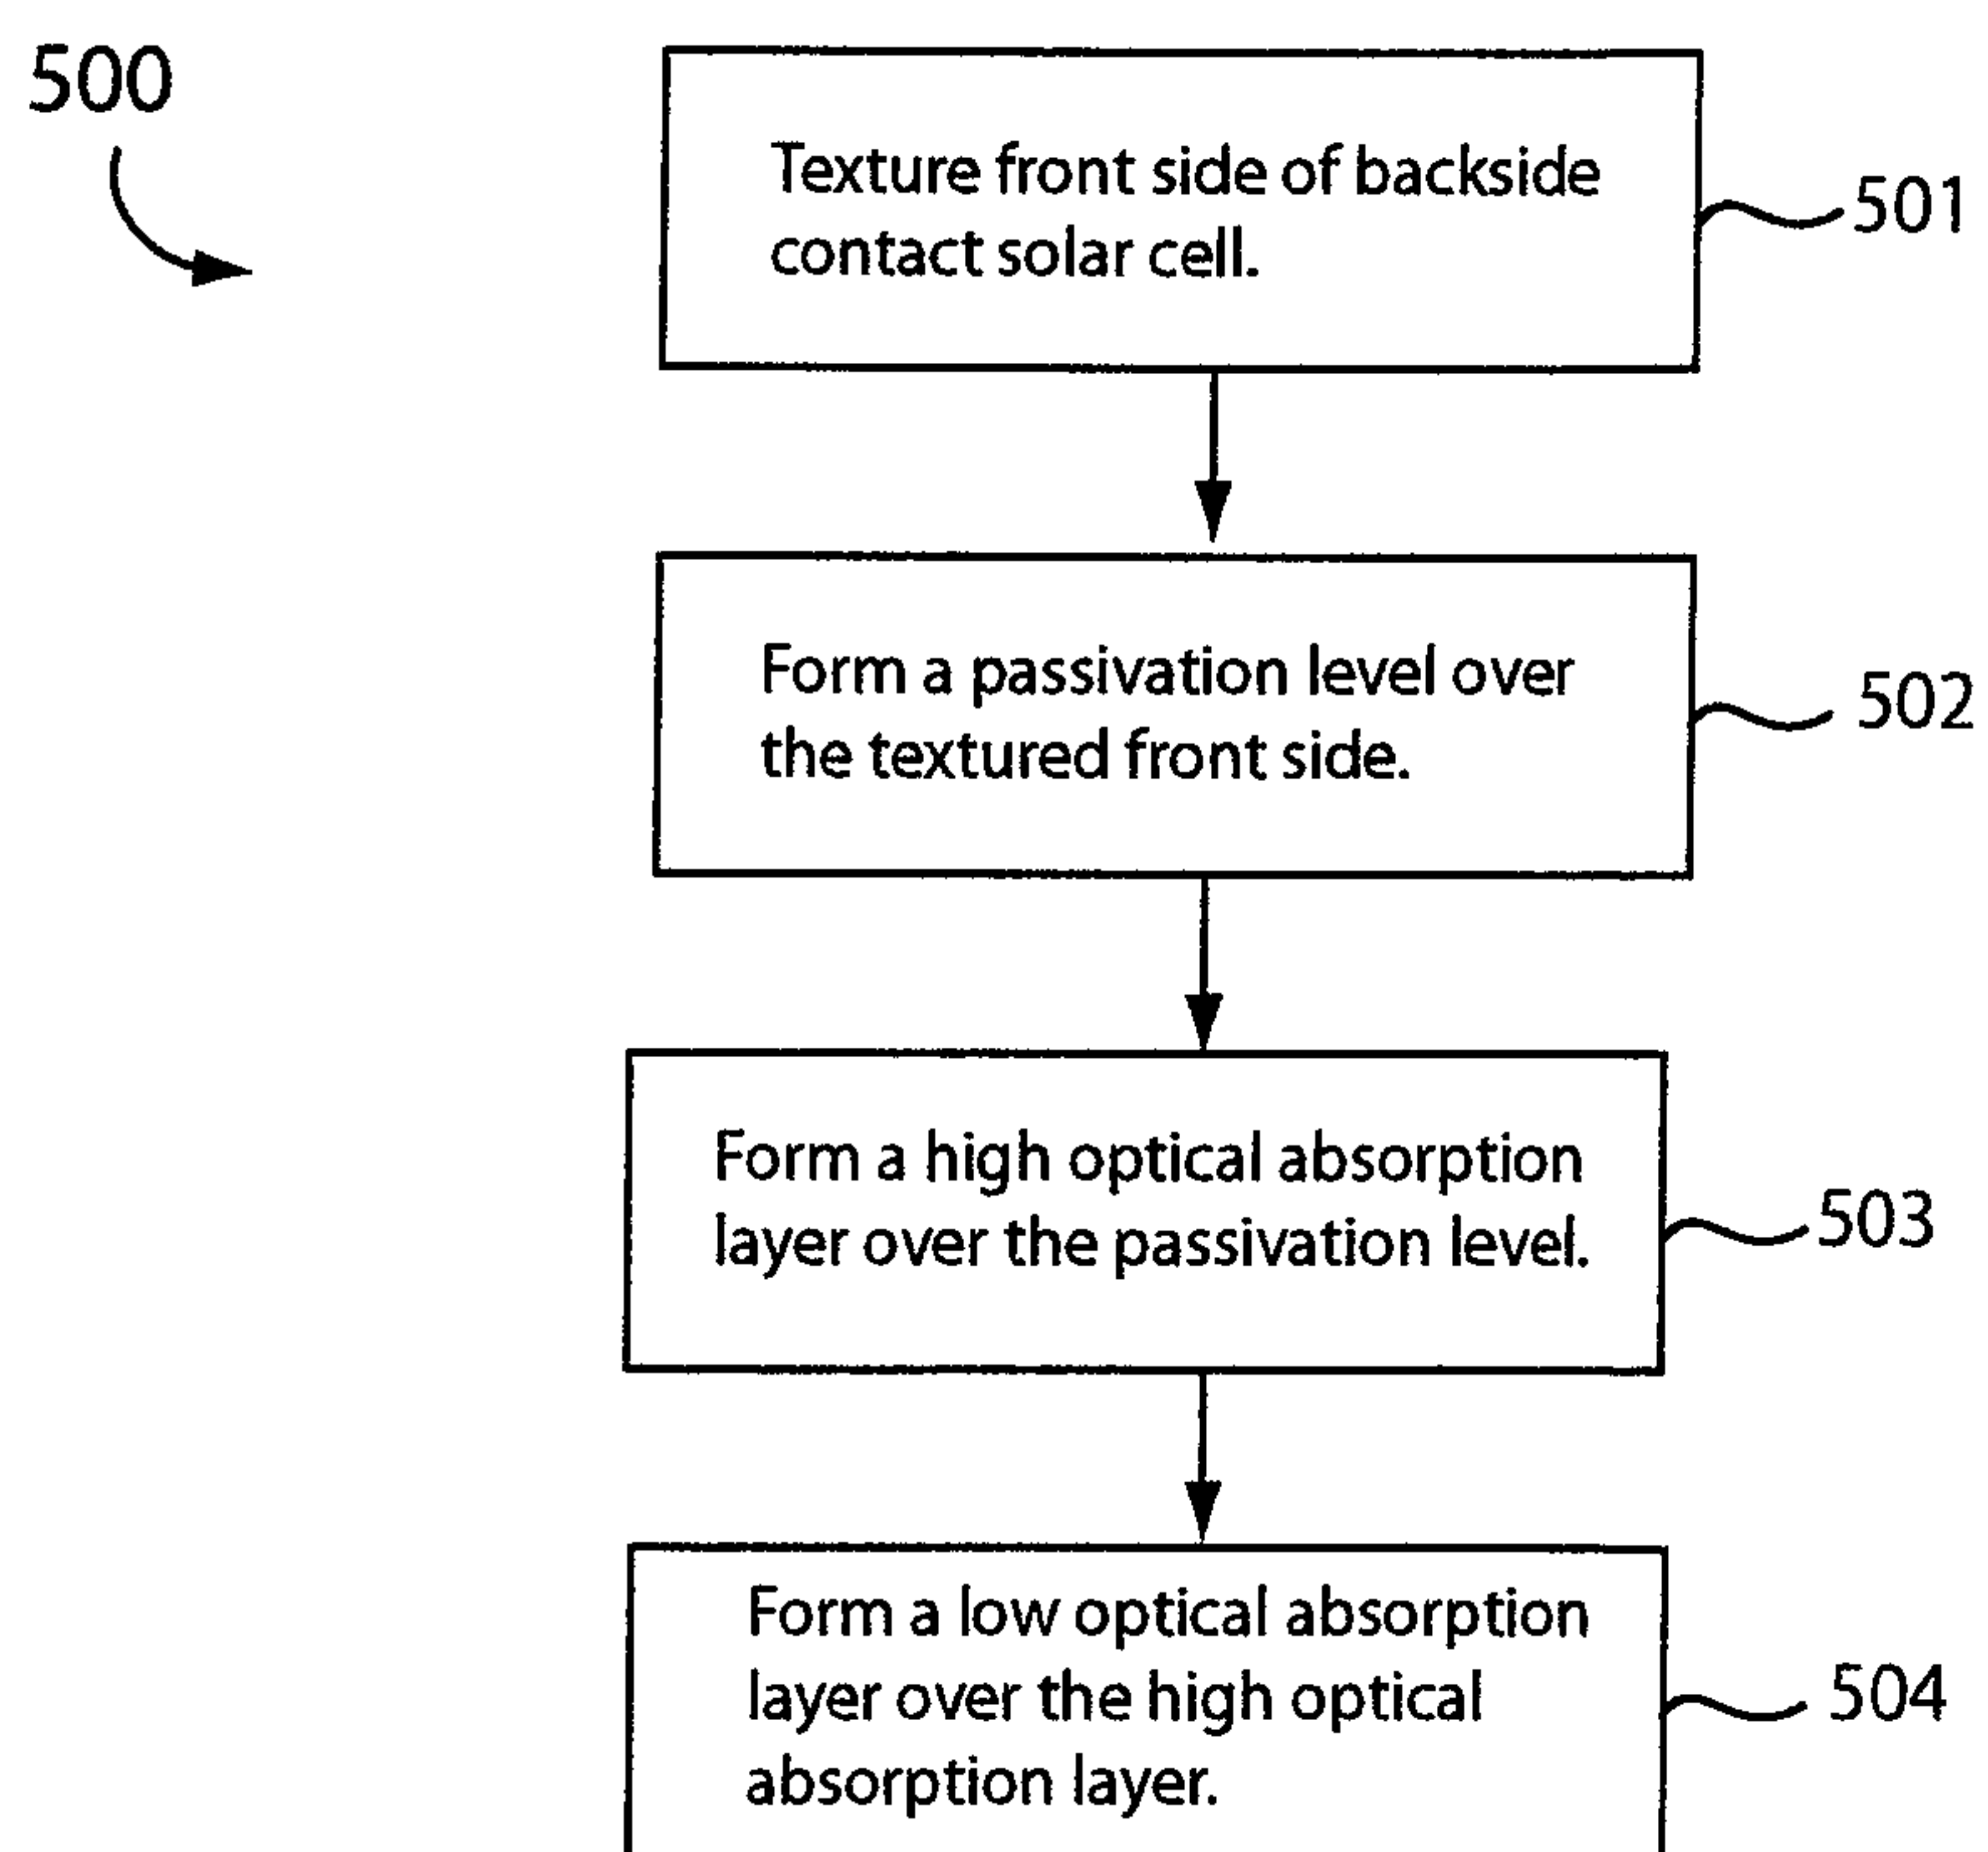 500
Texture front side of backside
contact solar cell.
501
Form a passivation level over
the textured front side.
502
Form a high optical absorption
layer over the passivation level.
503
Form a low optical absorption
layer over the high optical
absorption layer.
504